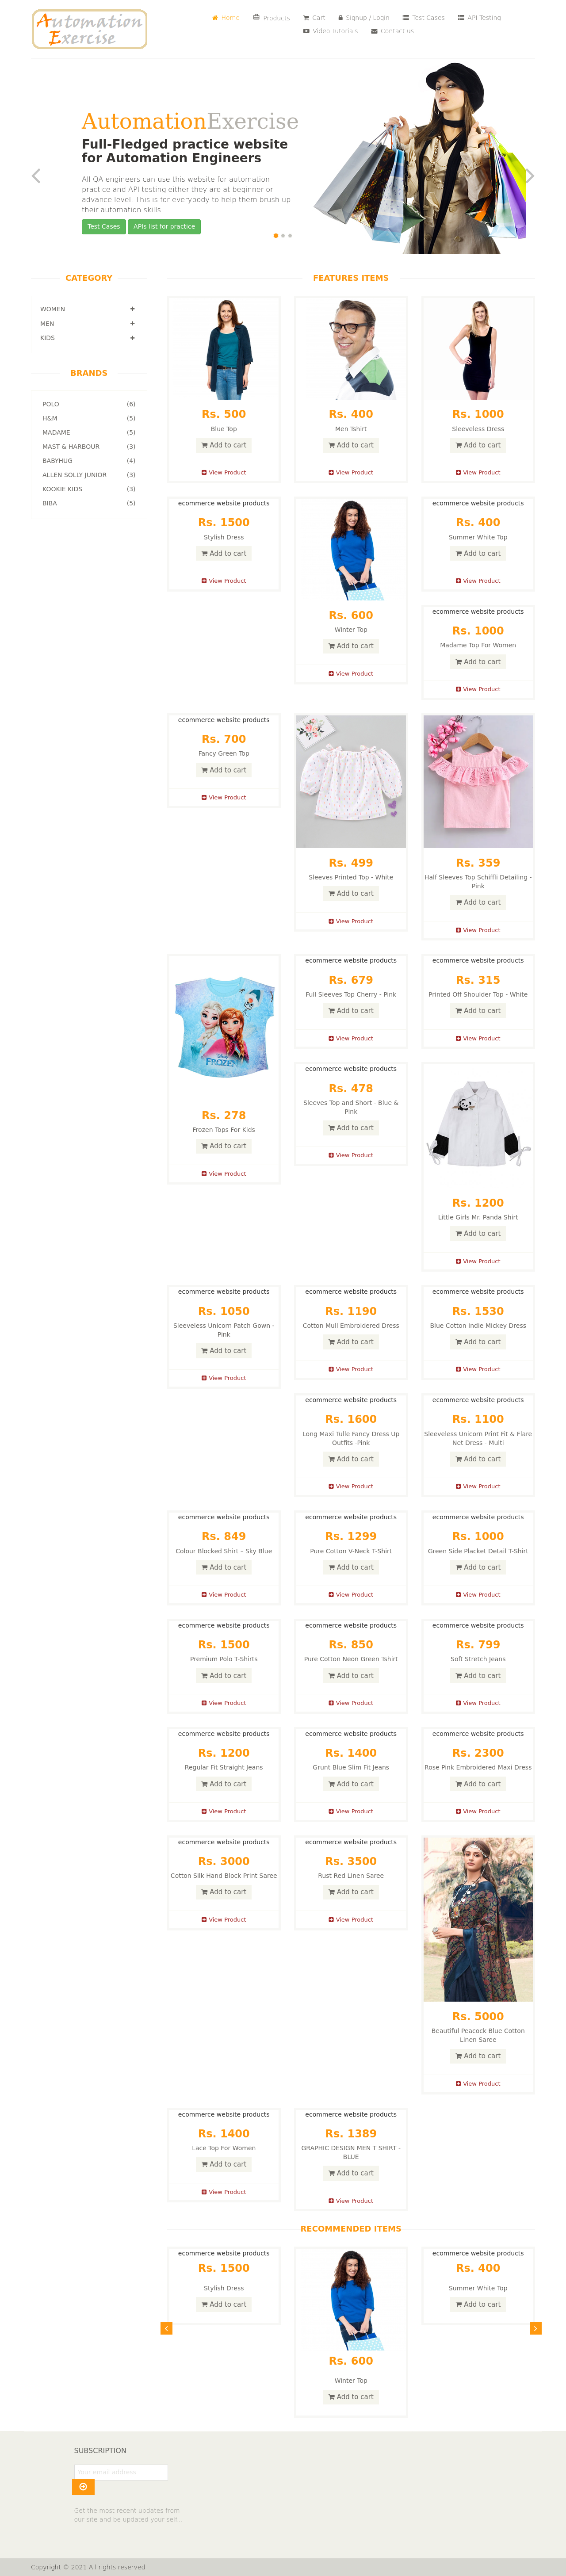 Automation
Exercise
Home
Products
Cart
Signup / Login
Test Cases
API Testing
Video Tutorials
Contact us
AutomationExercise
Full-Fledged practice website
for Automation Engineers
All QA engineers can use this website for automation
practice and API testing either they are at beginner or
advance level. This is for everybody to help them brush up
their automation skills.
Test Cases
APIs list for practice
CATEGORY
WOMEN
MEN
KIDS
BRANDS
POLO (6)
H&M (5)
MADAME (5)
MAST & HARBOUR (3)
BABYHUG (4)
ALLEN SOLLY JUNIOR (3)
KOOKIE KIDS (3)
BIBA (5)
FEATURES ITEMS
Rs. 500
Blue Top
Add to cart
View Product
Rs. 400
Men Tshirt
Add to cart
View Product
Rs. 1000
Sleeveless Dress
Add to cart
View Product
ecommerce website products
Rs. 1500
Stylish Dress
Add to cart
View Product
Rs. 600
Winter Top
Add to cart
View Product
ecommerce website products
Rs. 400
Summer White Top
Add to cart
View Product
ecommerce website products
Rs. 1000
Madame Top For Women
Add to cart
View Product
ecommerce website products
Rs. 700
Fancy Green Top
Add to cart
View Product
Rs. 499
Sleeves Printed Top - White
Add to cart
View Product
Rs. 359
Half Sleeves Top Schiffli Detailing -
Pink
Add to cart
View Product
FROZEN
Rs. 278
Frozen Tops For Kids
Add to cart
View Product
ecommerce website products
Rs. 679
Full Sleeves Top Cherry - Pink
Add to cart
View Product
ecommerce website products
Rs. 315
Printed Off Shoulder Top - White
Add to cart
View Product
ecommerce website products
Rs. 478
Sleeves Top and Short - Blue &
Pink
Add to cart
View Product
Rs. 1200
Little Girls Mr. Panda Shirt
Add to cart
View Product
ecommerce website products
Rs. 1050
Sleeveless Unicorn Patch Gown -
Pink
Add to cart
View Product
ecommerce website products
Rs. 1190
Cotton Mull Embroidered Dress
Add to cart
View Product
ecommerce website products
Rs. 1530
Blue Cotton Indie Mickey Dress
Add to cart
View Product
ecommerce website products
Rs. 1600
Long Maxi Tulle Fancy Dress Up
Outfits -Pink
Add to cart
View Product
ecommerce website products
Rs. 1100
Sleeveless Unicorn Print Fit & Flare
Net Dress - Multi
Add to cart
View Product
ecommerce website products
Rs. 849
Colour Blocked Shirt – Sky Blue
Add to cart
View Product
ecommerce website products
Rs. 1299
Pure Cotton V-Neck T-Shirt
Add to cart
View Product
ecommerce website products
Rs. 1000
Green Side Placket Detail T-Shirt
Add to cart
View Product
ecommerce website products
Rs. 1500
Premium Polo T-Shirts
Add to cart
View Product
ecommerce website products
Rs. 850
Pure Cotton Neon Green Tshirt
Add to cart
View Product
ecommerce website products
Rs. 799
Soft Stretch Jeans
Add to cart
View Product
ecommerce website products
Rs. 1200
Regular Fit Straight Jeans
Add to cart
View Product
ecommerce website products
Rs. 1400
Grunt Blue Slim Fit Jeans
Add to cart
View Product
ecommerce website products
Rs. 2300
Rose Pink Embroidered Maxi Dress
Add to cart
View Product
ecommerce website products
Rs. 3000
Cotton Silk Hand Block Print Saree
Add to cart
View Product
ecommerce website products
Rs. 3500
Rust Red Linen Saree
Add to cart
View Product
Rs. 5000
Beautiful Peacock Blue Cotton
Linen Saree
Add to cart
View Product
ecommerce website products
Rs. 1400
Lace Top For Women
Add to cart
View Product
ecommerce website products
Rs. 1389
GRAPHIC DESIGN MEN T SHIRT -
BLUE
Add to cart
View Product
RECOMMENDED ITEMS
ecommerce website products
Rs. 1500
Stylish Dress
Add to cart
Rs. 600
Winter Top
Add to cart
ecommerce website products
Rs. 400
Summer White Top
Add to cart
SUBSCRIPTION
Your email address
Get the most recent updates from
our site and be updated your self...
Copyright © 2021 All rights reserved